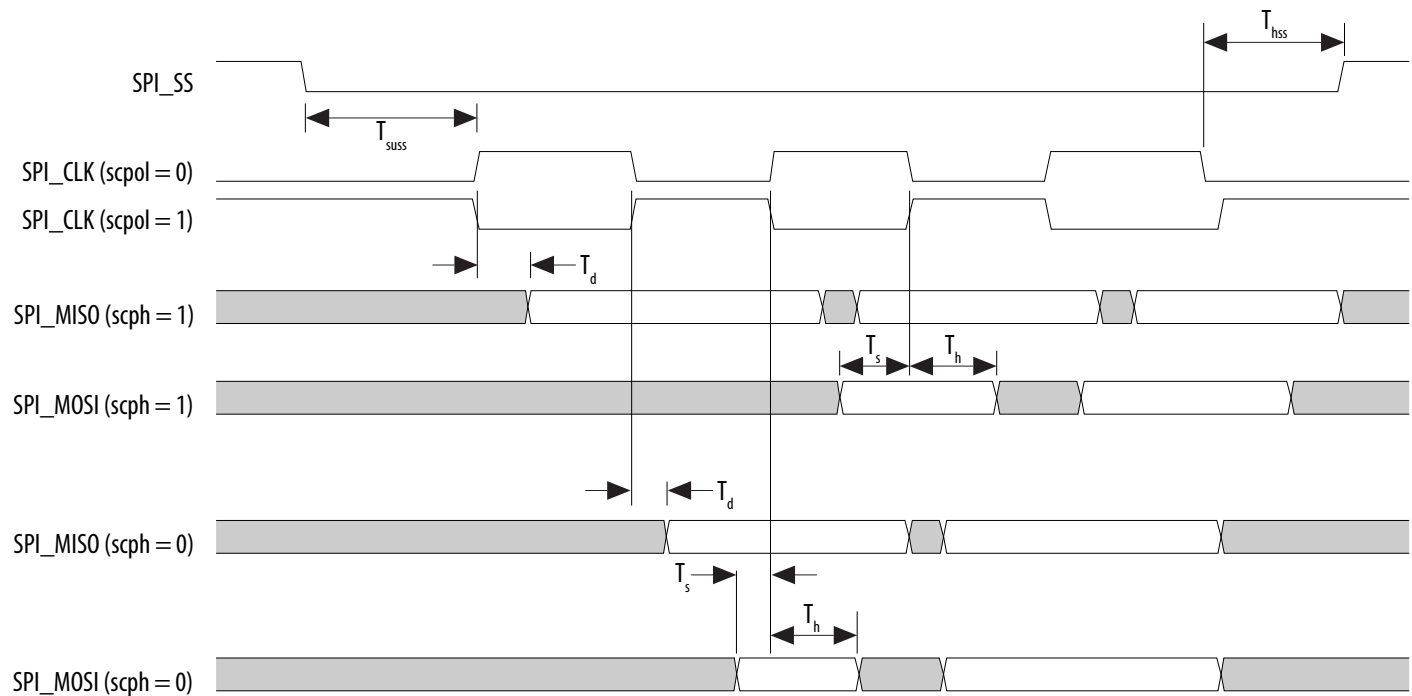 T_hss
SPI_SS
T_suss
SPI_CLK (scpol = 0)
SPI_CLK (scpol = 1)
T_d
SPI_MISO (scph = 1)
T_s T_h
SPI_MOSI (scph = 1)
T_d
SPI_MISO (scph = 0)
T_s
T_h
SPI_MOSI (scph = 0)